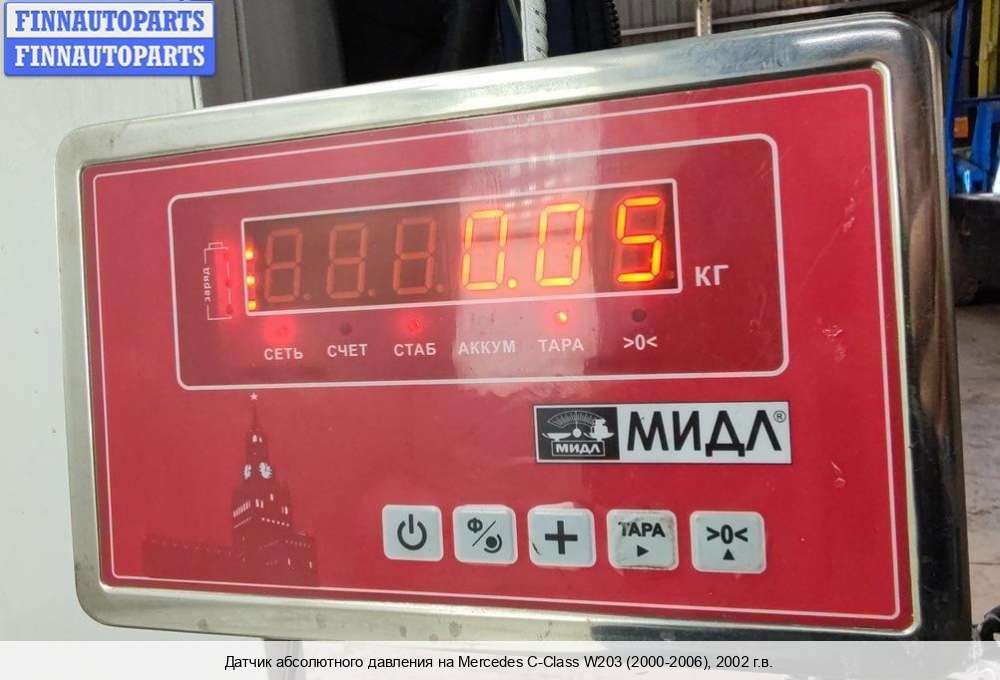 FINNAUTOPARTS
FINNAUTOPARTS
0.05
КГ
заряд
СЕТЬ СЧЕТ СТАБ АККУМ ТАРА >0<
МИДЛ МИДЛ®
Ф/ + ТАРА >0<
Датчик абсолютного давления на Mercedes C-Class W203 (2000-2006), 2002 г.в.